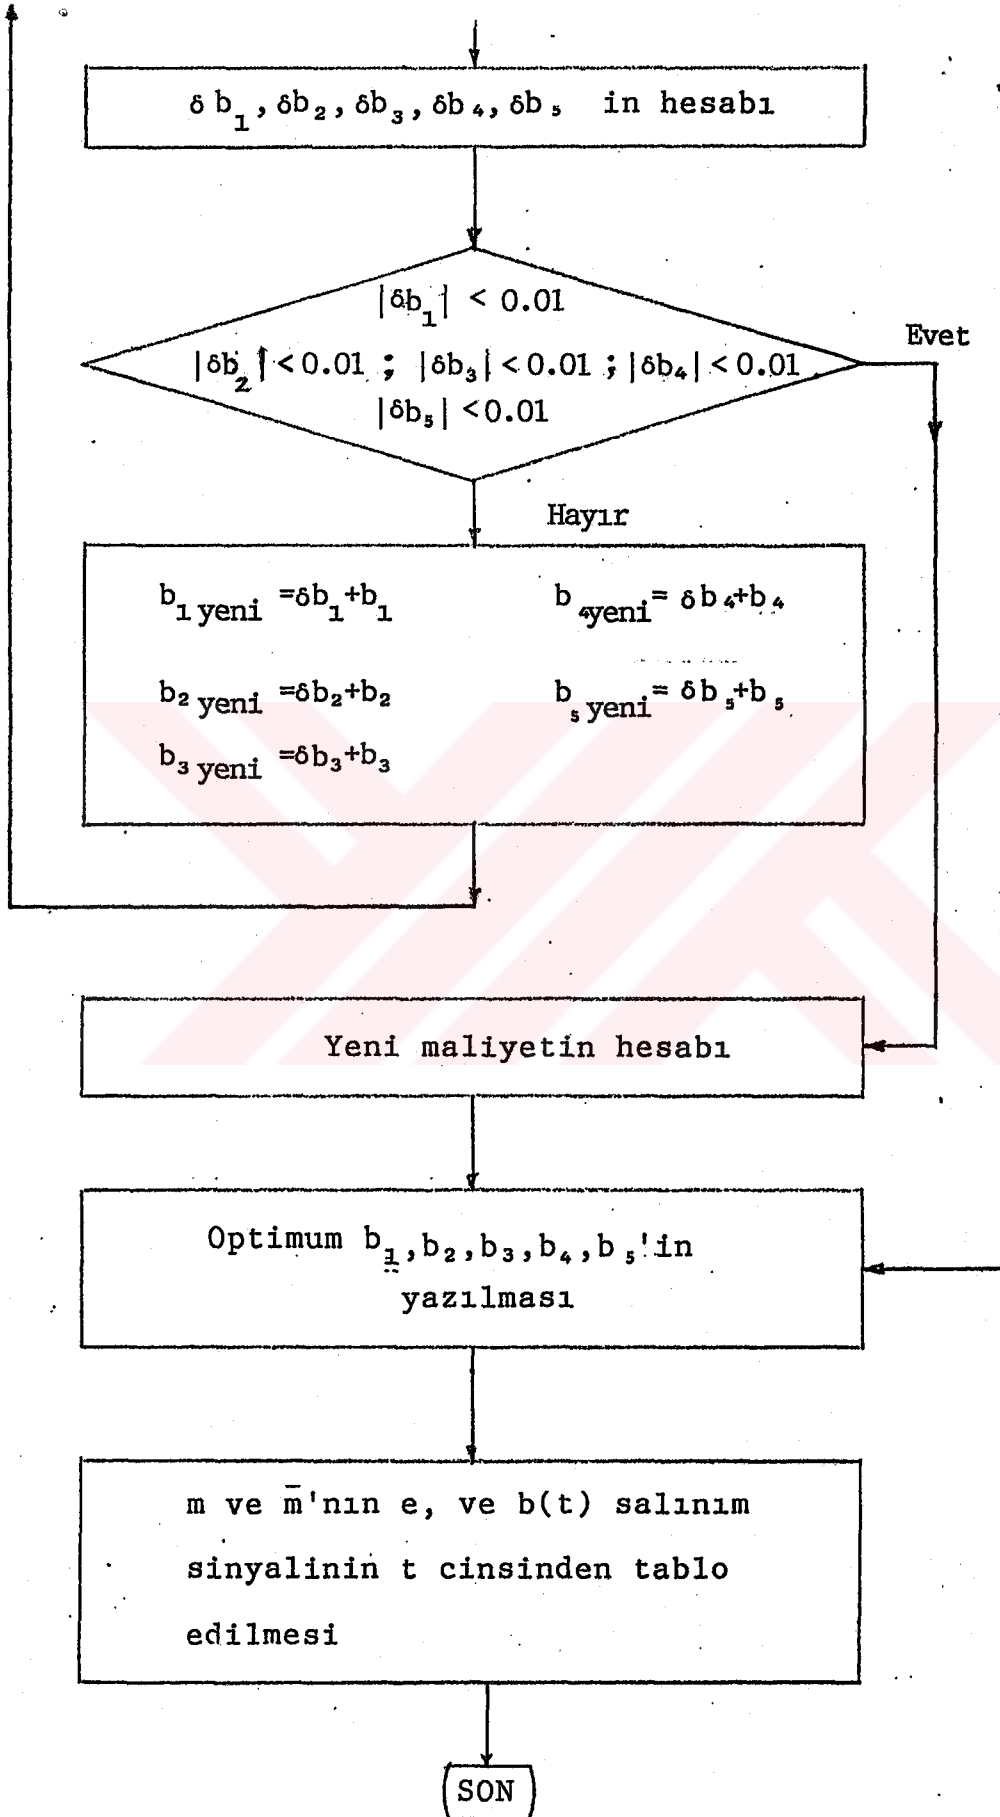 δb₁, δb₂, δb₃, δb₄, δb₅ in hesabı
|δb₁| < 0.01
|δb₂| < 0.01 ; |δb₃| < 0.01 ; |δb₄| < 0.01
|δb₅| < 0.01
Evet
Hayır
b₁ yeni =δb₁+b₁ b₄yeni= δb₄+b₄
b₂ yeni =δb₂+b₂ b₅ yeni= δb₅+b₅
b₃ yeni =δb₃+b₃
Yeni maliyetin hesabı
Optimum b₁,b₂,b₃,b₄,b₅'in
yazılması
m ve m̄'nın e, ve b(t) salınım
sinyalinin t cinsinden tablo
edilmesi
SON